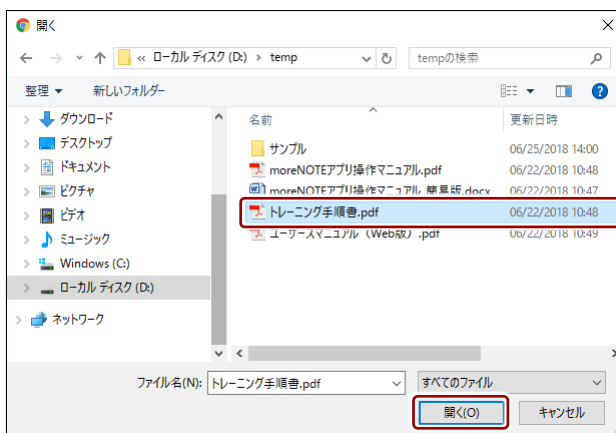 開く
« ローカル ディスク (D:) › temp
tempの検索
整理 新しいフォルダー
ダウンロード
デスクトップ
ドキュメント
ピクチャ
ビデオ
ミュージック
Windows (C:)
ローカル ディスク (D:)
ネットワーク
名前 更新日時
サンプル 06/25/2018 14:00
moreNOTEアプリ操作マニュアル.pdf 06/22/2018 10:48
moreNOTEアプリ操作マニュアル_簡易版.docx 06/22/2018 10:47
トレーニング手順書.pdf 06/22/2018 10:48
ユーザーズマニュアル（Web版）.pdf 06/22/2018 10:49
ファイル名(N): トレーニング手順書.pdf すべてのファイル
開く(O) キャンセル